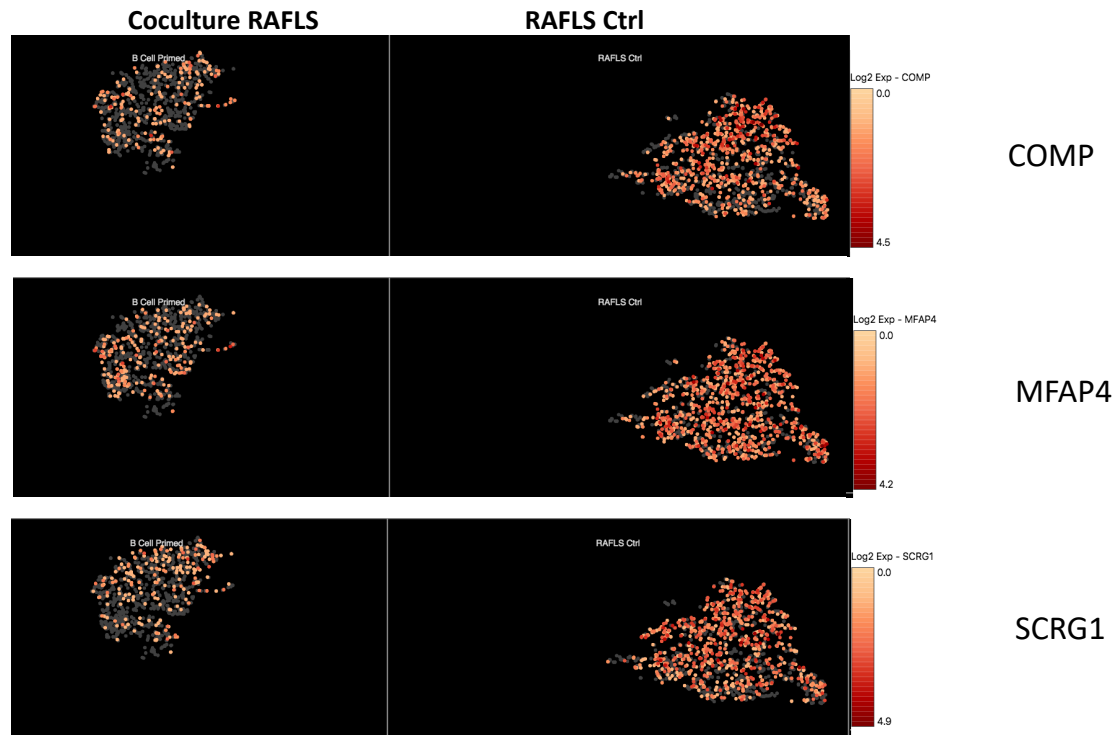 Coculture RAFLS
RAFLS Ctrl
B Cell Primed
RAFLS Ctrl
Log2 Exp - COMP
0.0
4.5
COMP
B Cell Primed
RAFLS Ctrl
Log2 Exp - MFAP4
0.0
4.2
MFAP4
B Cell Primed
RAFLS Ctrl
Log2 Exp - SCRG1
0.0
4.9
SCRG1